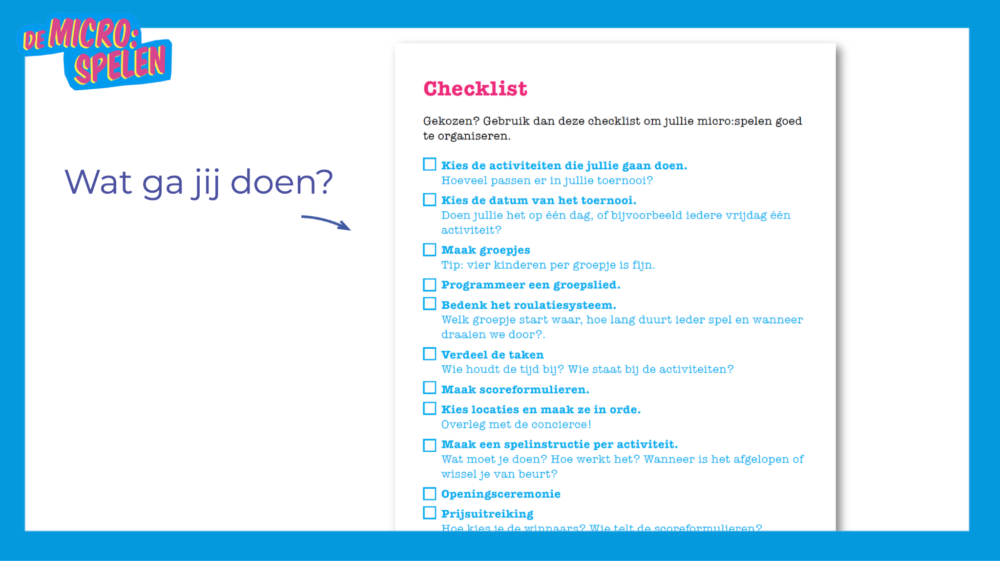 DE MICRO:
SPELEN
Wat ga jij doen?
Checklist
Gekozen? Gebruik dan deze checklist om jullie micro:spelen goed
te organiseren.
Kies de activiteiten die jullie gaan doen.
Hoeveel passen er in jullie toernooi?
Kies de datum van het toernooi.
Doen jullie het op één dag, of bijvoorbeeld iedere vrijdag één
activiteit?
Maak groepjes
Tip: vier kinderen per groepje is fijn.
Programmeer een groepslied.
Bedenk het roulatiesysteem.
Welk groepje start waar, hoe lang duurt ieder spel en wanneer
draaien we door?.
Verdeel de taken
Wie houdt de tijd bij? Wie staat bij de activiteiten?
Maak scoreformulieren.
Kies locaties en maak ze in orde.
Overleg met de concierce!
Maak een spelinstructie per activiteit.
Wat moet je doen? Hoe werkt het? Wanneer is het afgelopen of
wissel je van beurt?
Openingsceremonie
Prijsuitreiking
Hoe kies je de winnaars? Wie telt de scoreformulieren?